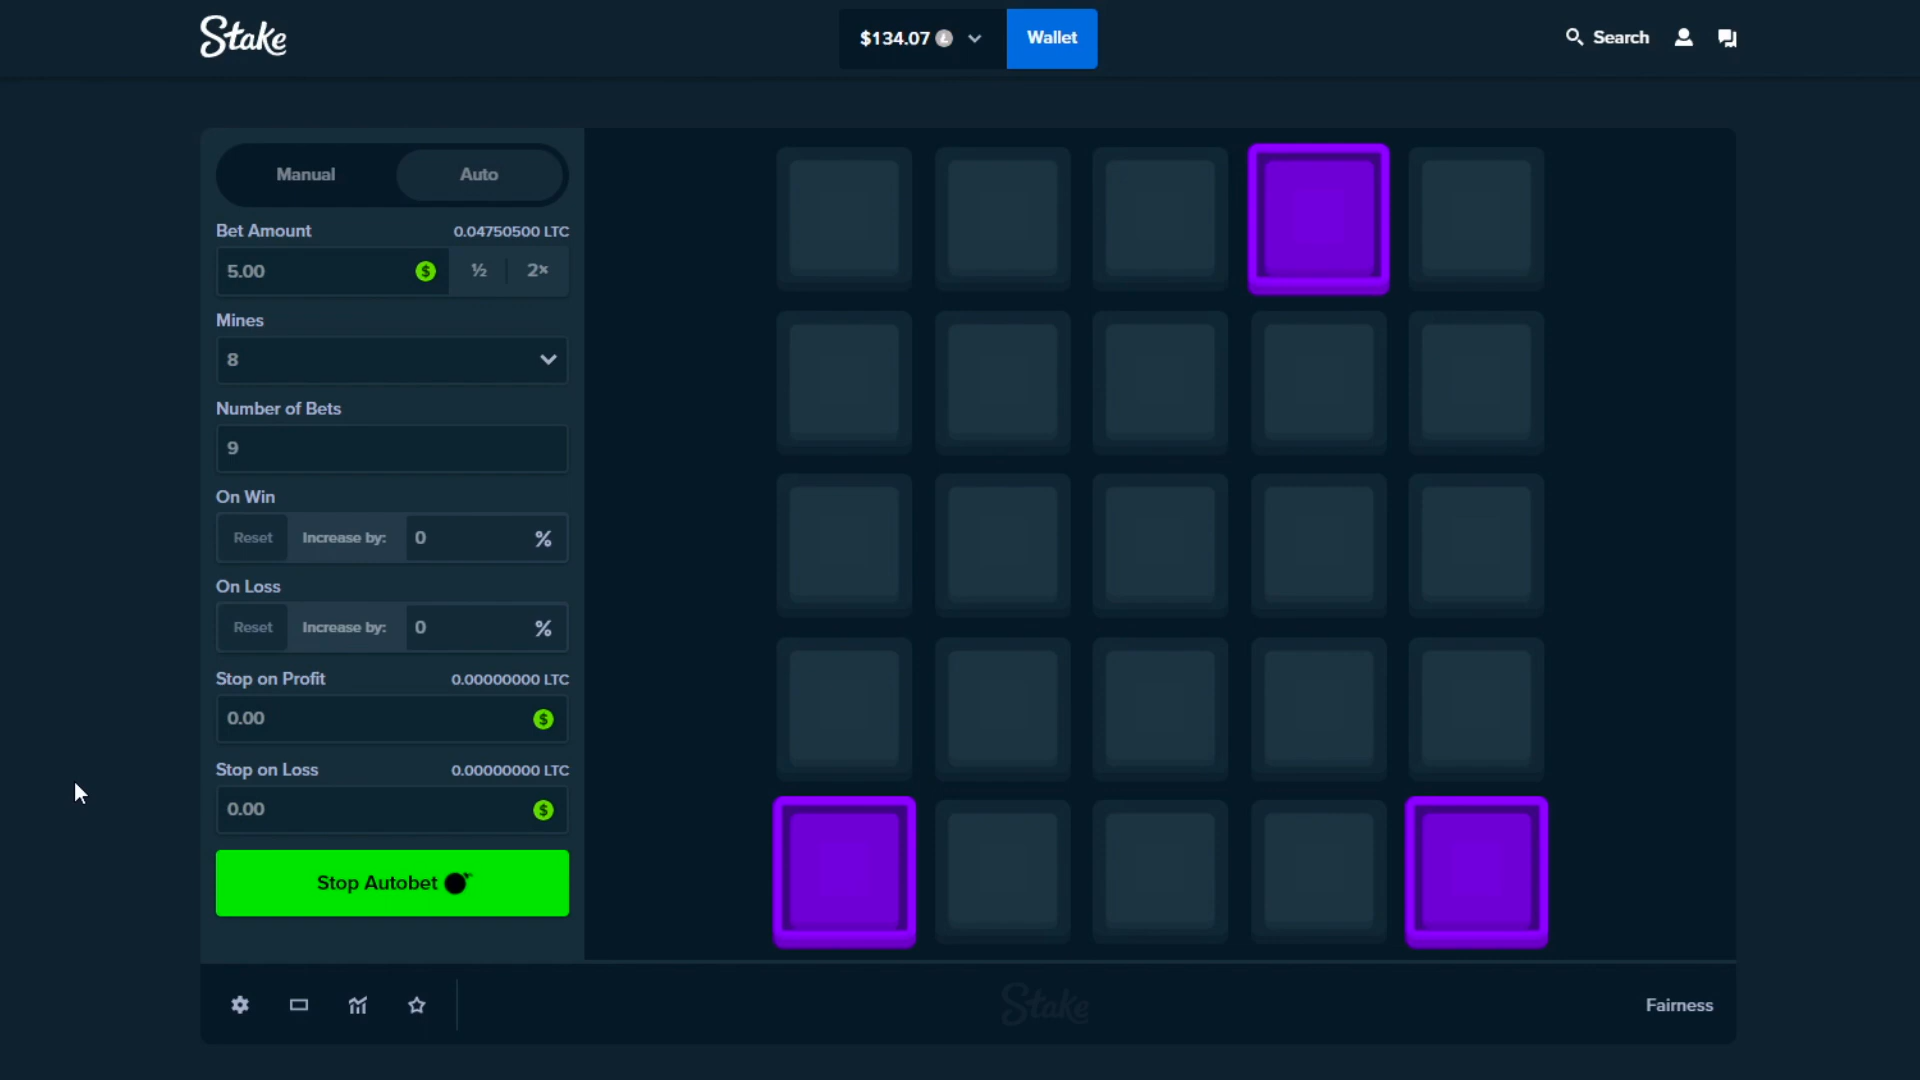 Stake
$134.07
Wallet
Search
Manual
Auto
Bet Amount
0.04750500 LTC
5.00
½
2×
Mines
8
Number of Bets
9
On Win
Reset
Increase by:
0
%
On Loss
Reset
Increase by:
0
%
Stop on Profit
0.00000000 LTC
0.00
Stop on Loss
0.00000000 LTC
0.00
Stop Autobet
Stake
Fairness